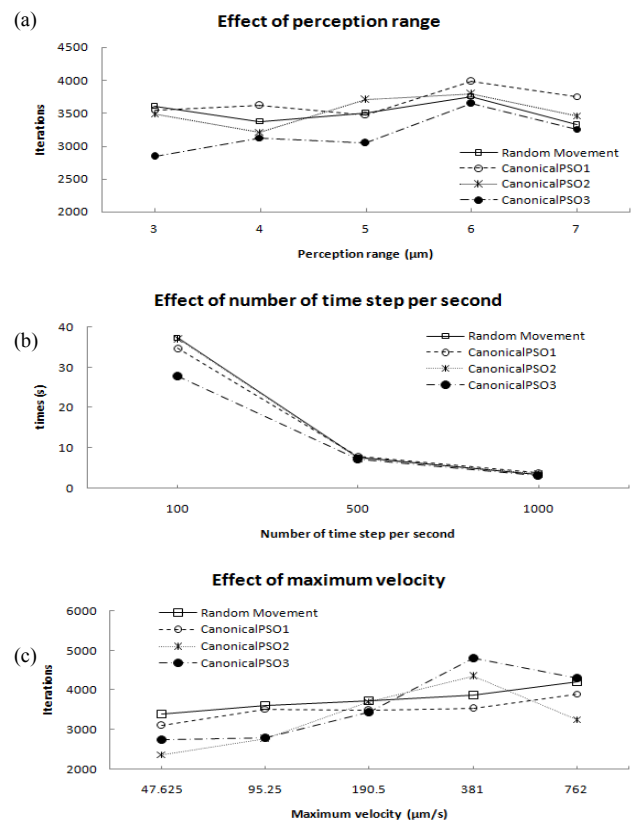 (a)
Effect of perception range
4500
4000
3500
3000
2500
2000
Iterions
Random Movement
CanonicalPSO1
CanonicalPSO2
CanonicalPSO3
3 4 5 6 7
Perception range (μm)
(b)
Effect of number of time step per second
40
30
20
10
0
times (s)
Random Movement
CanonicalPSO1
CanonicalPSO2
CanonicalPSO3
100 500 1000
Number of time step per second
(c)
Effect of maximum velocity
6000
5000
4000
3000
2000
Iterations
Random Movement
CanonicalPSO1
CanonicalPSO2
CanonicalPSO3
47.625 95.25 190.5 381 762
Maximum velocity (μm/s)